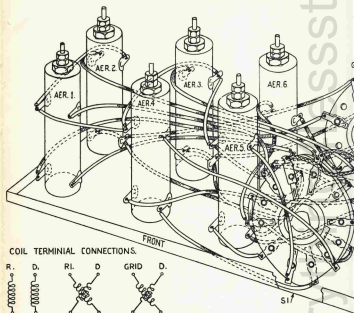 AER. 2.
AER. 3.
AER. 6.
AER. 1.
AER. 4
AER. 5.
FRONT
COIL TERMINIAL CONNECTIONS.
R. D. RI. D GRID D.
S1